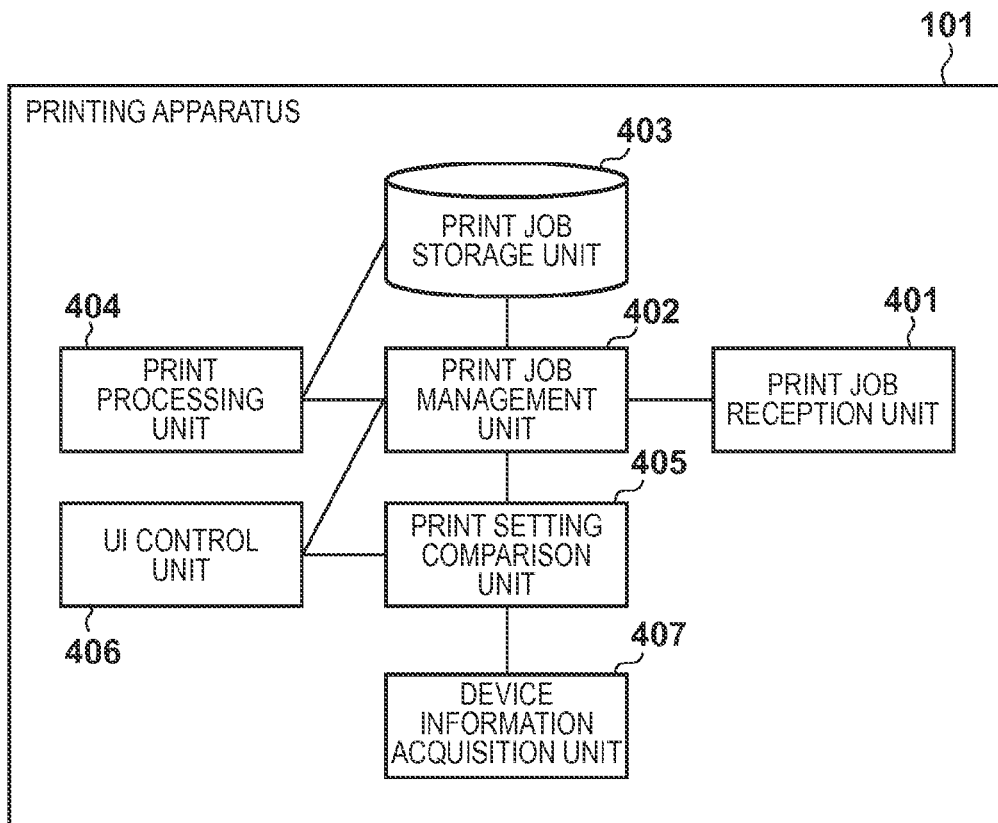 101
PRINTING APPARATUS
403
PRINT JOB
STORAGE UNIT
404
PRINT
PROCESSING
UNIT
402
PRINT JOB
MANAGEMENT
UNIT
401
PRINT JOB
RECEPTION UNIT
405
UI CONTROL
UNIT
406
PRINT SETTING
COMPARISON
UNIT
407
DEVICE
INFORMATION
ACQUISITION UNIT